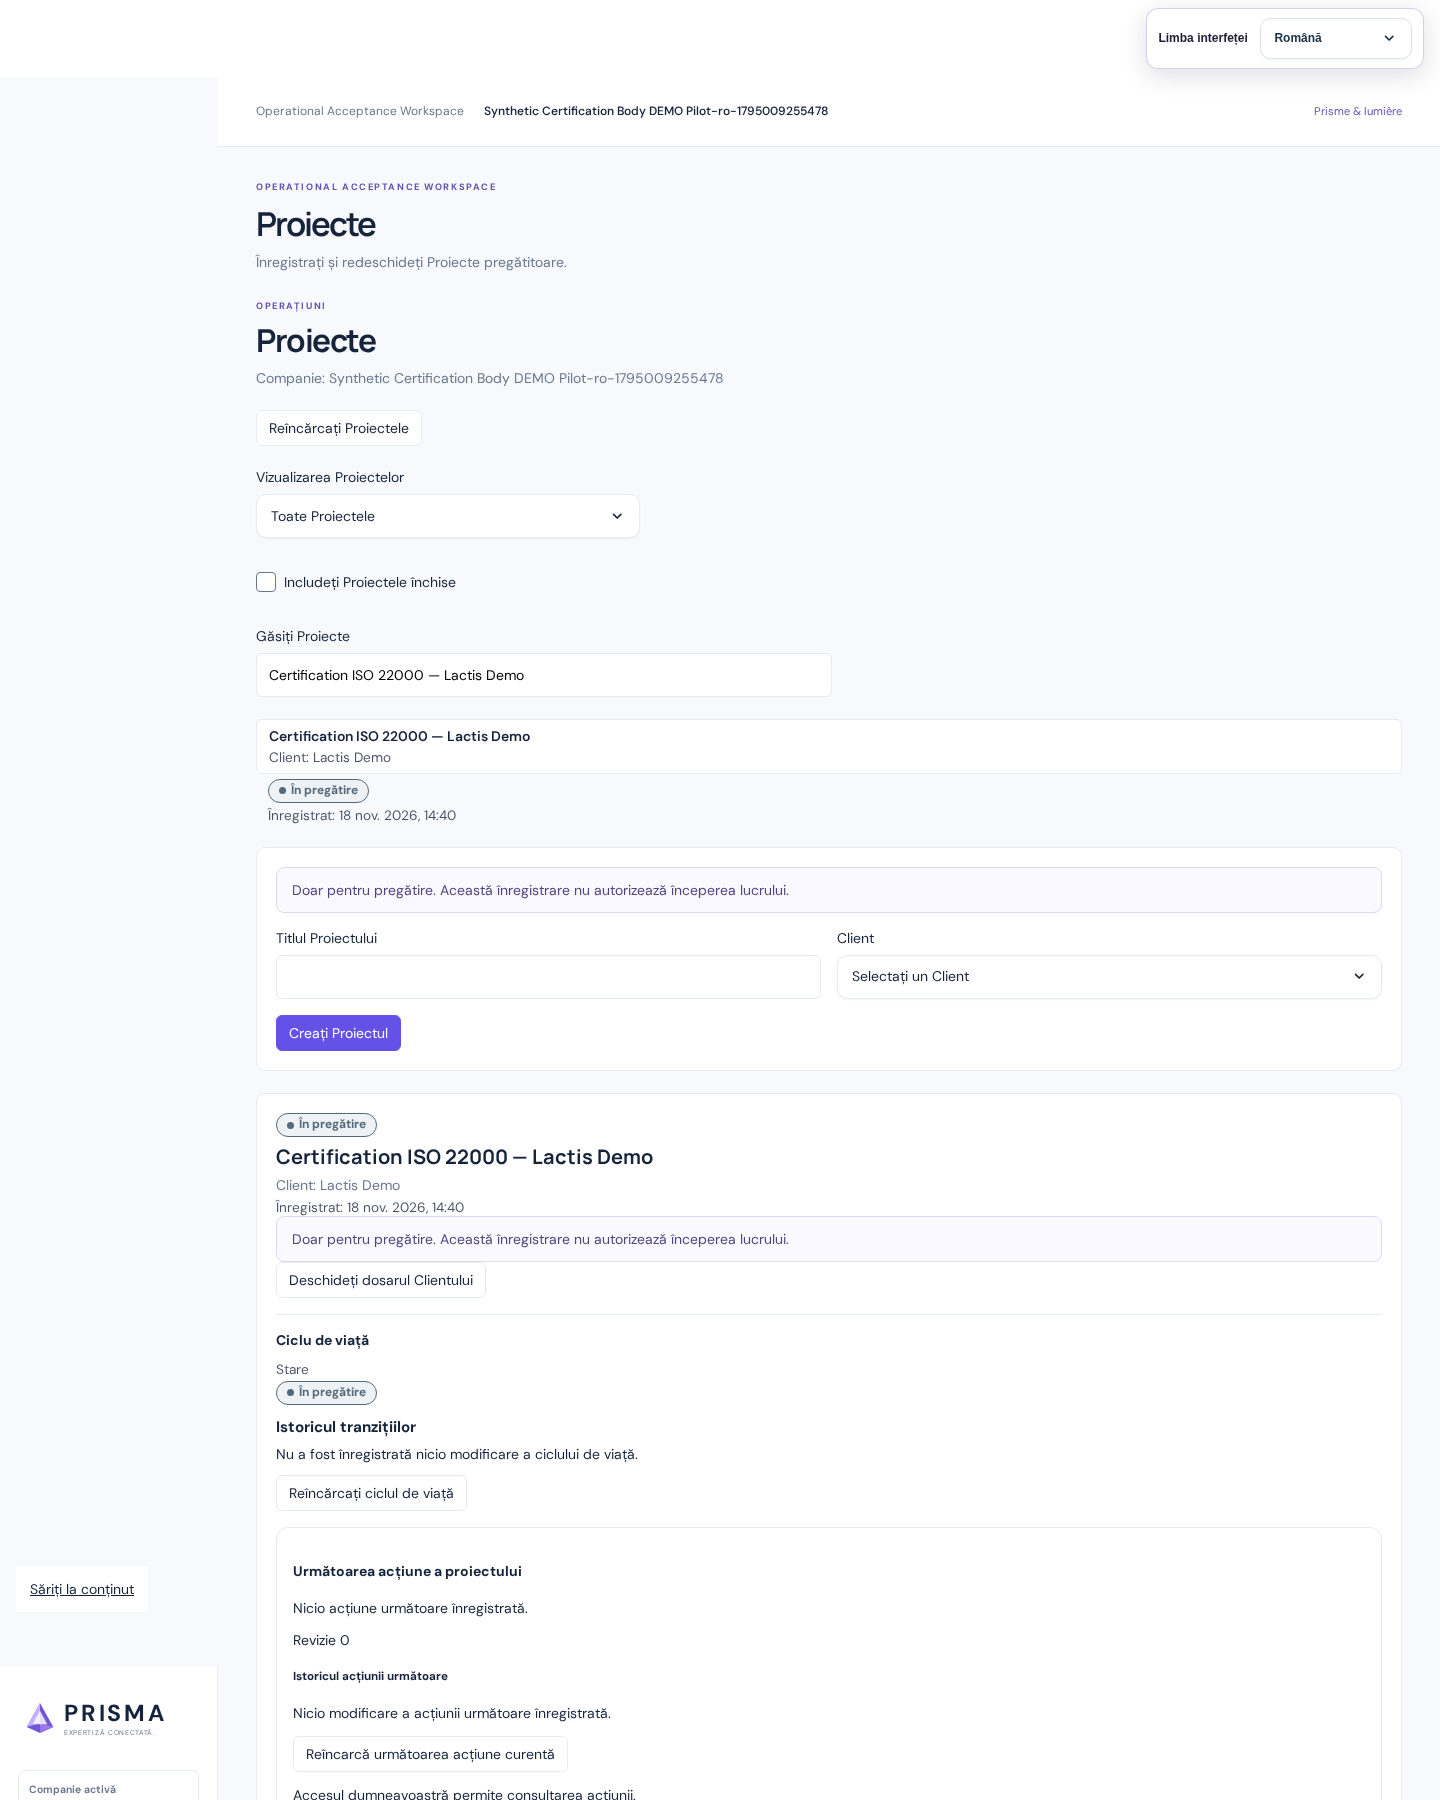 Limba interfeței
Română
Operational Acceptance Workspace
Synthetic Certification Body DEMO Pilot-ro-1795009255478
Prisme & lumière
OPERATIONAL ACCEPTANCE WORKSPACE
Proiecte
Înregistrați și redeschideți Proiecte pregătitoare.
OPERAȚIUNI
Proiecte
Companie: Synthetic Certification Body DEMO Pilot-ro-1795009255478
Reîncărcați Proiectele
Vizualizarea Proiectelor
Toate Proiectele
Includeți Proiectele închise
Găsiți Proiecte
Certification ISO 22000 — Lactis Demo
Certification ISO 22000 — Lactis Demo
Client: Lactis Demo
În pregătire
Înregistrat: 18 nov. 2026, 14:40
Doar pentru pregătire. Această înregistrare nu autorizează începerea lucrului.
Titlul Proiectului
Client
Selectați un Client
Creați Proiectul
În pregătire
Certification ISO 22000 — Lactis Demo
Client: Lactis Demo
Înregistrat: 18 nov. 2026, 14:40
Doar pentru pregătire. Această înregistrare nu autorizează începerea lucrului.
Deschideți dosarul Clientului
Ciclu de viață
Stare
În pregătire
Istoricul tranzițiilor
Nu a fost înregistrată nicio modificare a ciclului de viață.
Reîncărcați ciclul de viață
Următoarea acțiune a proiectului
Nicio acțiune următoare înregistrată.
Revizie 0
Istoricul acțiunii următoare
Nicio modificare a acțiunii următoare înregistrată.
Reîncarcă următoarea acțiune curentă
Accesul dumneavoastră permite consultarea acțiunii.
Săriți la conținut
PRISMA
EXPERTIZĂ CONECTATĂ.
Companie activă